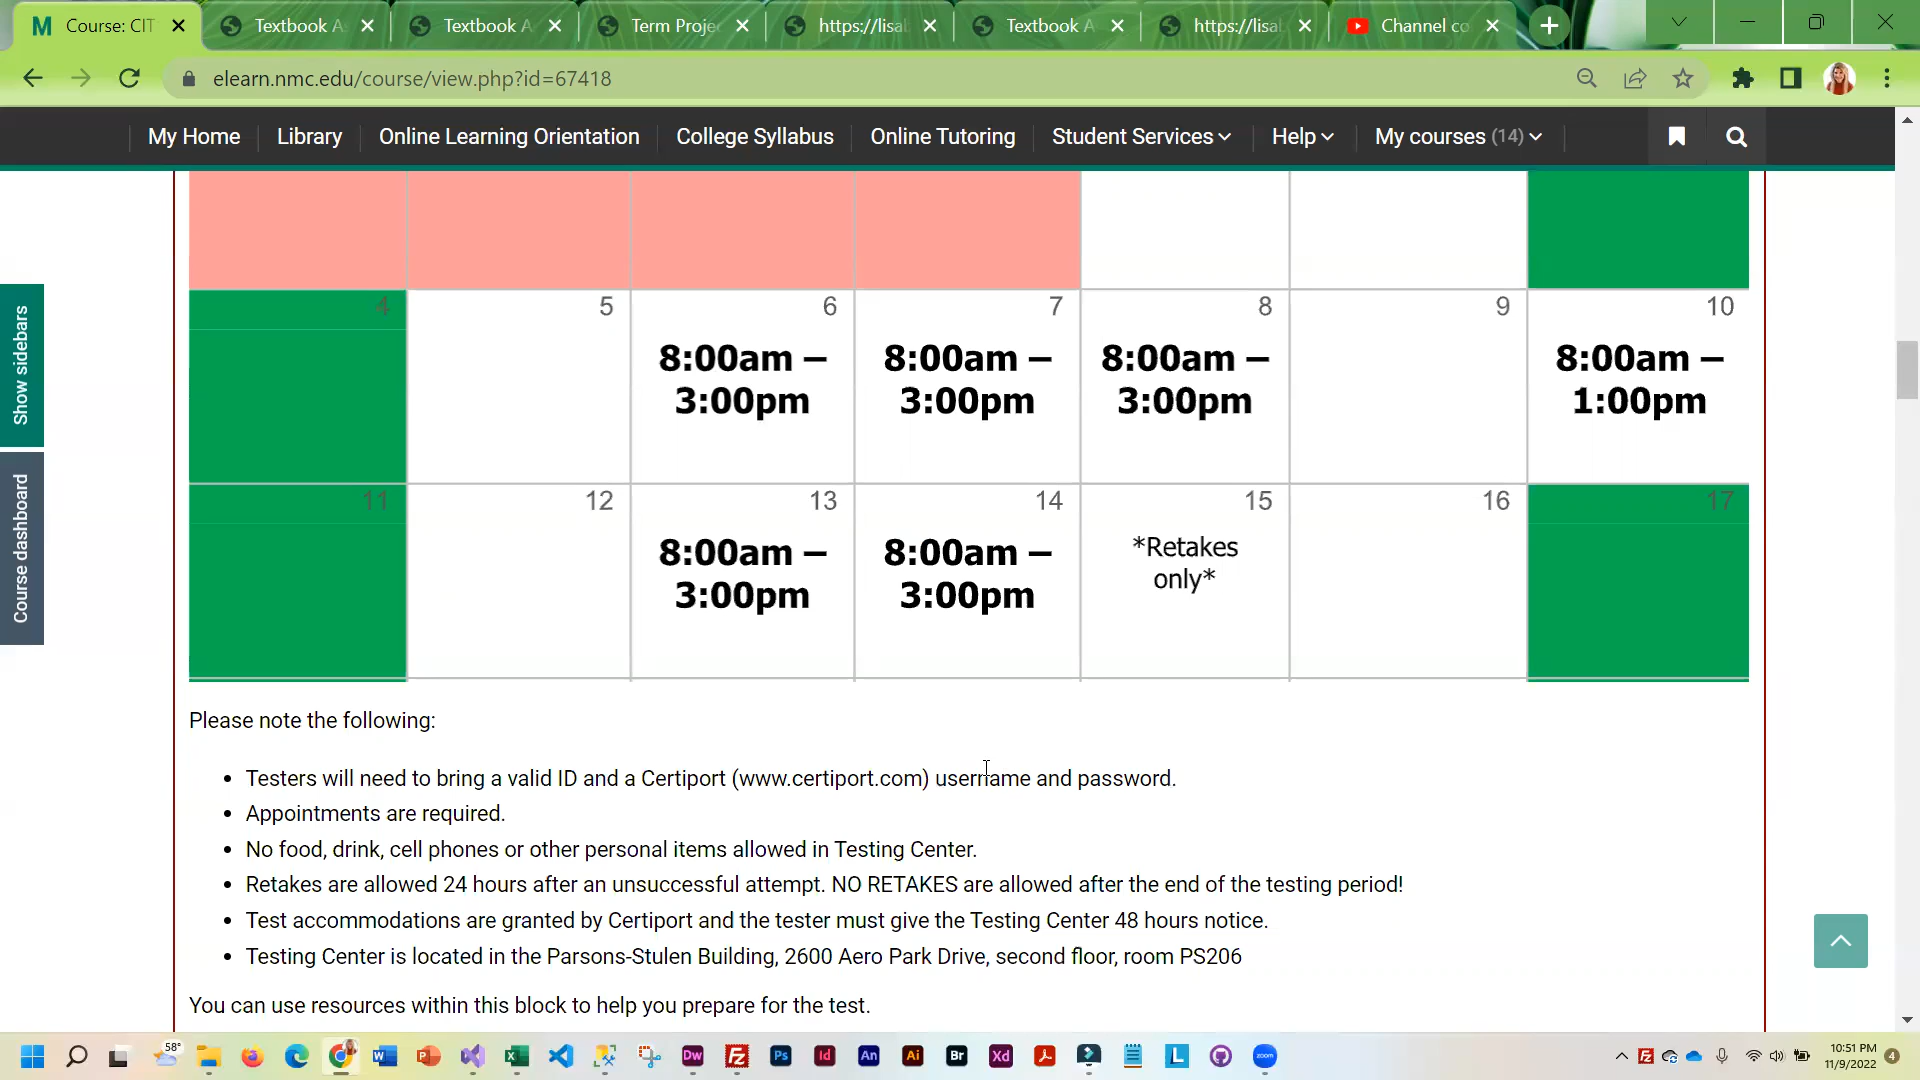 Course: CIT
Textbook A
Textbook A
Term Proje
https://lisa
Textbook A
https://lisa
Channel co
elearn.nmc.edu/course/view.php?id=67418
My Home Library Online Learning Orientation College Syllabus Online Tutoring Student Services Help My courses (14)
Show sidebars
Course dashboard
4 5 6 7 8 9 10
8:00am – 8:00am – 8:00am – 8:00am –
3:00pm 3:00pm 3:00pm 1:00pm
11 12 13 14 15 16 17
8:00am – 8:00am – *Retakes
3:00pm 3:00pm only*
Please note the following:
• Testers will need to bring a valid ID and a Certiport (www.certiport.com) username and password.
• Appointments are required.
• No food, drink, cell phones or other personal items allowed in Testing Center.
• Retakes are allowed 24 hours after an unsuccessful attempt. NO RETAKES are allowed after the end of the testing period!
• Test accommodations are granted by Certiport and the tester must give the Testing Center 48 hours notice.
• Testing Center is located in the Parsons-Stulen Building, 2600 Aero Park Drive, second floor, room PS206
You can use resources within this block to help you prepare for the test.
58°
Dw Fz Ps Id An Ai Br Xd L zoom
10:51 PM
11/9/2022
4